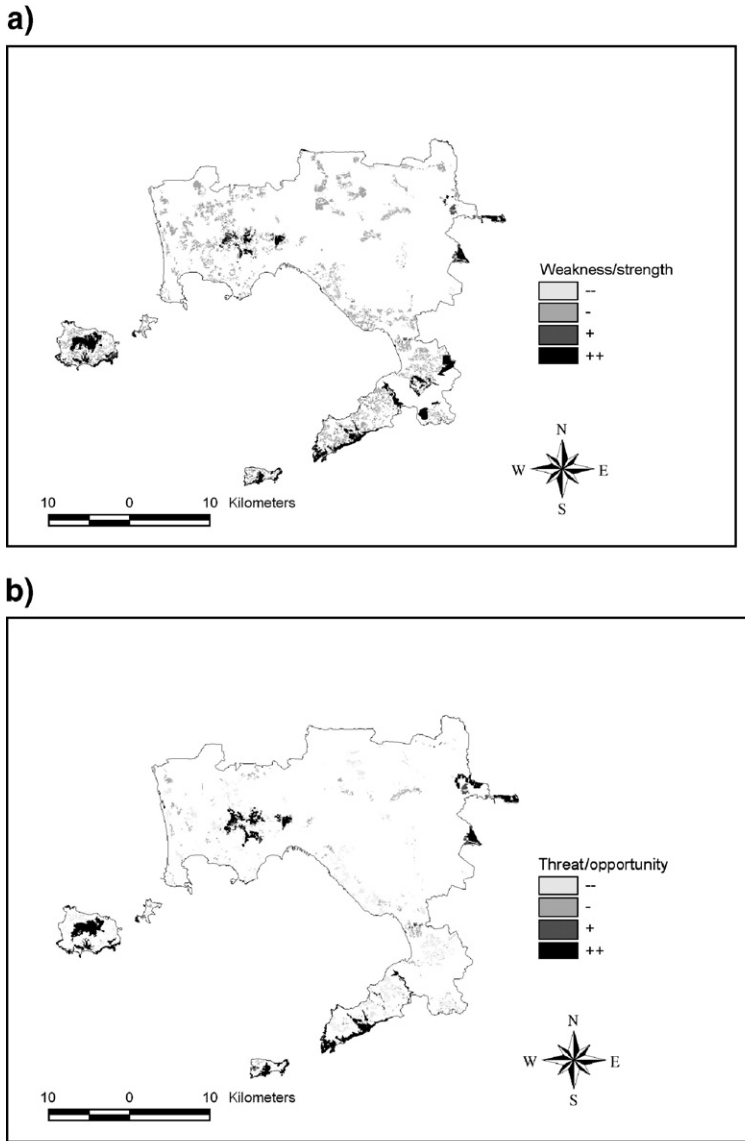 a)
Weakness/strength
--
-
+
++
N
W E
S
10 0 10 Kilometers
b)
Threat/opportunity
--
-
+
++
N
W E
S
10 0 10 Kilometers